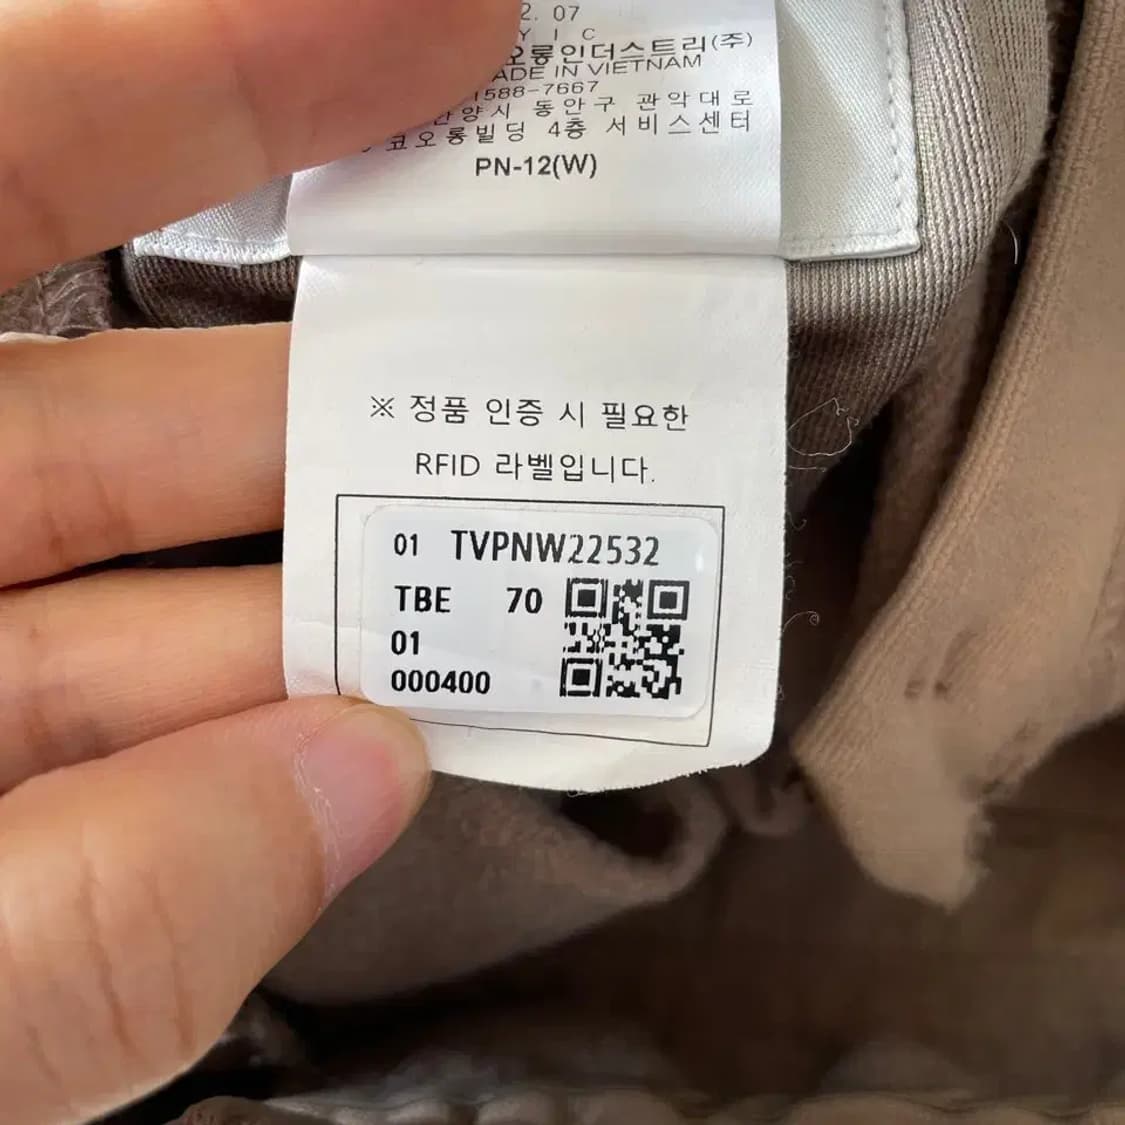 2. 07
Y I C
오롱인더스트리(주)
ADE IN VIETNAM
1588-7667
안양시 동안구 관악대로
코오롱빌딩 4층 서비스센터
PN-12(W)
※ 정품 인증 시 필요한
RFID 라벨입니다.
01 TVPNW22532
TBE 70
01
000400